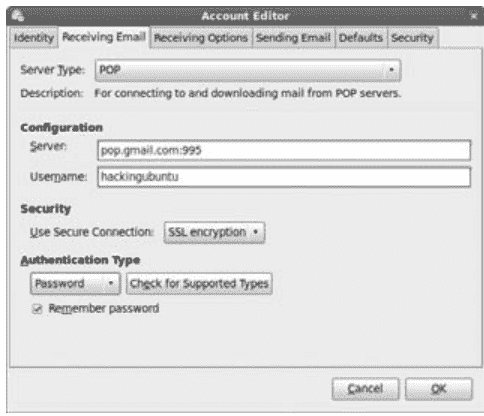 Account Editor
Identity Receiving Email Receiving Options Sending Email Defaults Security
Server Type: POP
Description: For connecting to and downloading mail from POP servers.
Configuration
Server: pop.gmail.com:995
Username: hackingubuntu
Security
Use Secure Connection: SSL encryption
Authentication Type
Password Check for Supported Types
Remember password
Cancel OK